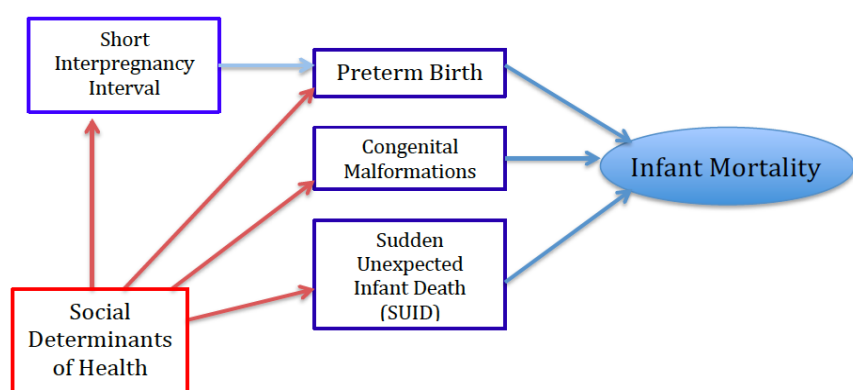 Short
Interpregnancy
Interval
Preterm Birth
Congenital
Malformations
Infant Mortality
Sudden
Unexpected
Infant Death
(SUID)
Social
Determinants
of Health